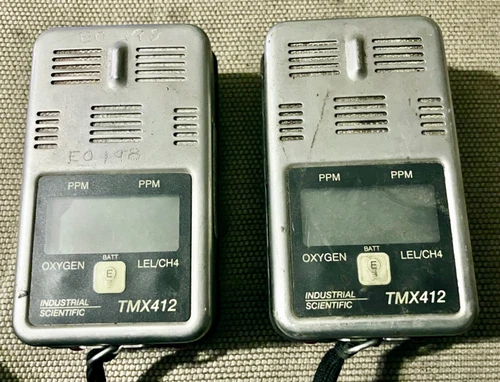 E0198
PPM PPM
BATT
OXYGEN E LEL/CH4
INDUSTRIAL
SCIENTIFIC TMX412
PPM PPM
BATT
OXYGEN E LEL/CH4
INDUSTRIAL
SCIENTIFIC TMX412